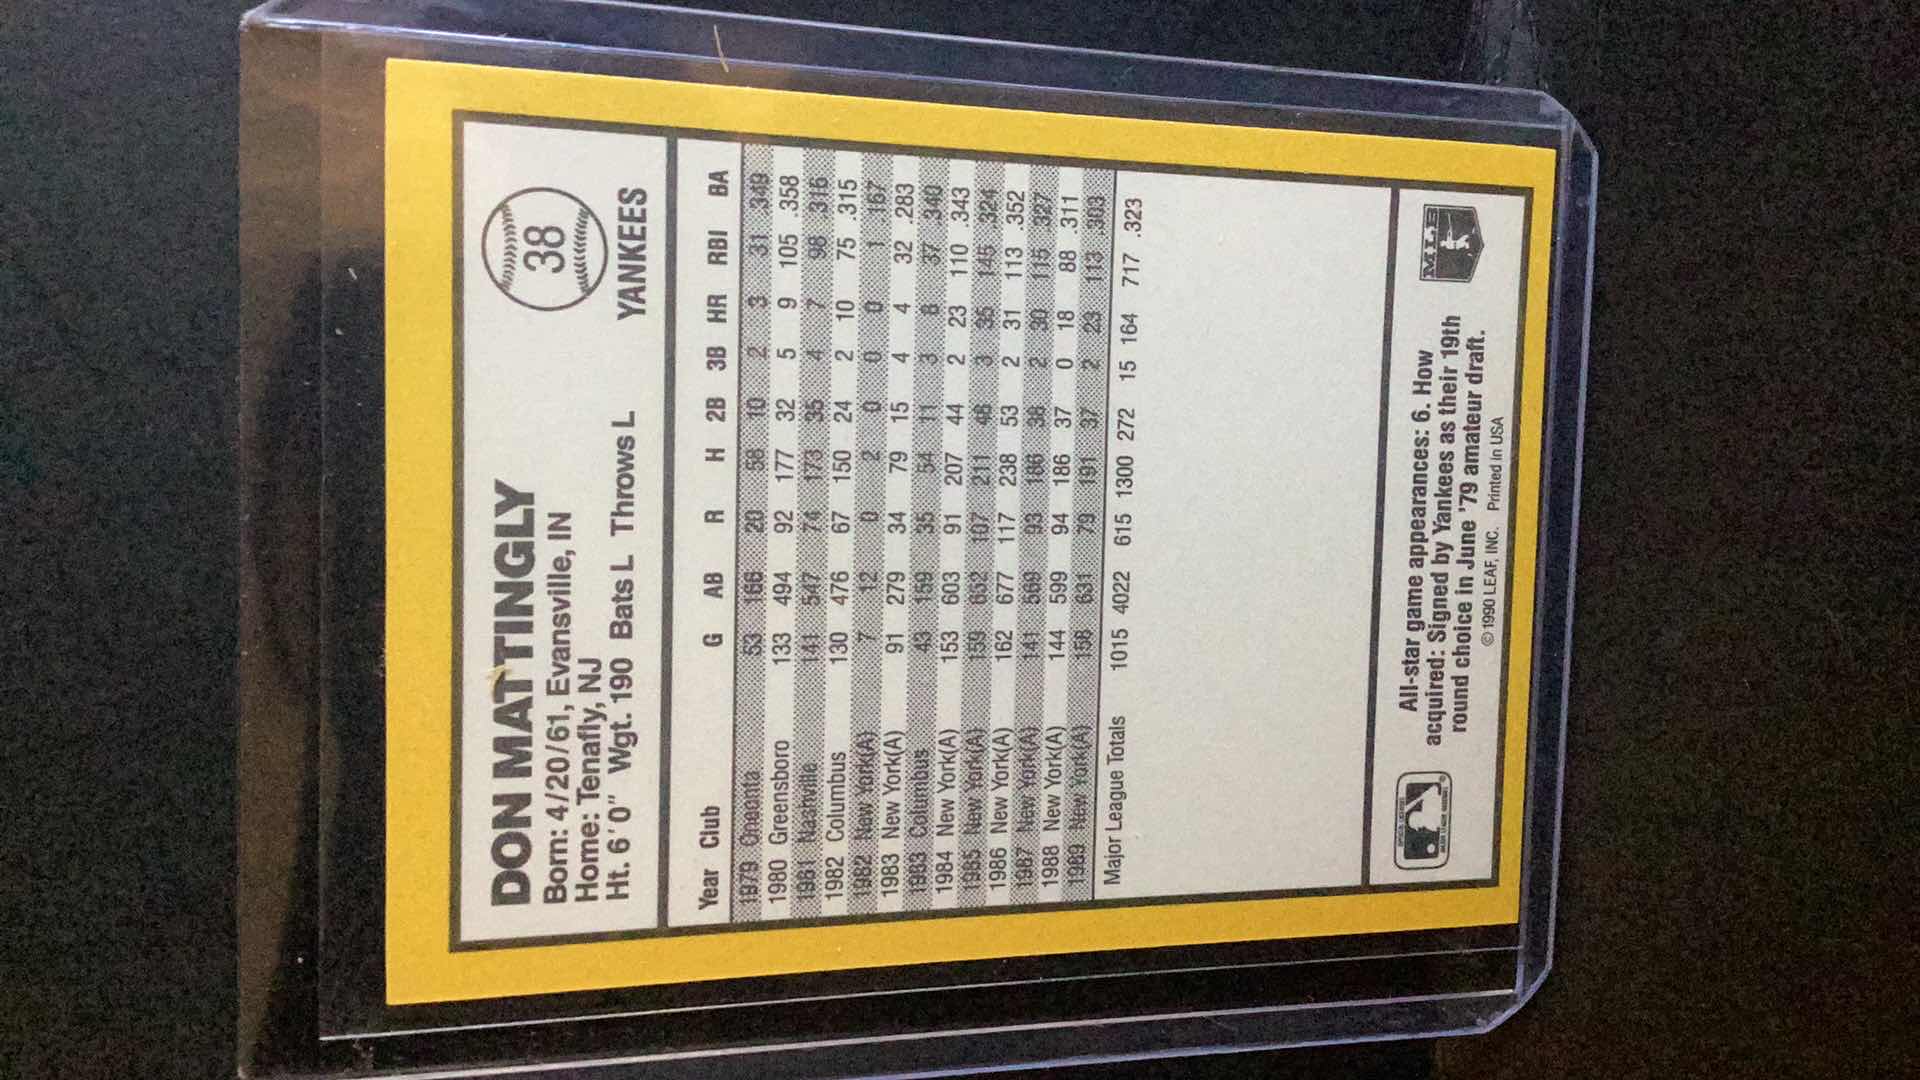 38
DON MATTINGLY
Born: 4/20/61, Evansville, IN
Home: Tenafly, NJ
Ht. 6'0" Wgt. 190 Bats L Throws L YANKEES
Year Club G AB R H 2B 3B HR RBI BA
1979 Oneonta 53 166 20 58 10 2 3 31 .349
1980 Greensboro 133 494 92 177 32 5 9 105 .358
1981 Nashville 141 547 74 173 35 4 7 98 .316
1982 Columbus 130 476 67 150 24 2 10 75 .315
1982 New York(A) 7 12 0 2 0 0 0 1 .167
1983 New York(A) 91 279 34 79 15 4 4 32 .283
1983 Columbus 43 159 35 54 11 3 8 37 .340
1984 New York(A) 153 603 91 207 44 2 23 110 .343
1985 New York(A) 159 652 107 211 48 3 35 145 .324
1986 New York(A) 162 677 117 238 53 2 31 113 .352
1987 New York(A) 141 569 93 186 38 2 30 115 .327
1988 New York(A) 144 599 94 186 37 0 18 88 .311
1989 New York(A) 158 631 79 191 37 2 23 113 .303
Major League Totals 1015 4022 615 1300 272 15 164 717 .323
All-star game appearances: 6. How
acquired: Signed by Yankees as their 19th
round choice in June '79 amateur draft.
© 1990 LEAF, INC. Printed in USA
MLB